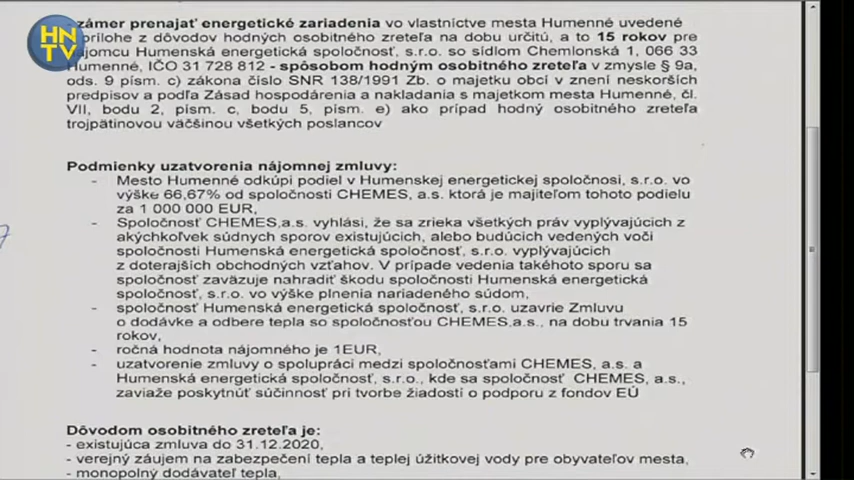 HN
TV
- zámer prenajať energetické zariadenia vo vlastníctve mesta Humenné uvedené
prílohe z dôvodov hodných osobitného zreteľa na dobu určitú, a to 15 rokov pre
Humenská energetická spoločnosť, s.r.o. so sídlom Chemlonská 1, 066 33
Humenné, IČO 31 728 812 - spôsobom hodným osobitného zreteľa v zmysle § 9a,
ods. 9 písm. c) zákona číslo SNR 138/1991 Zb. o majetku obcí v znení neskorších
predpisov a podľa Zásad hospodárenia a nakladania s majetkom mesta Humenné, čl.
VII, bodu 2, písm. c, bodu 5, písm. e) ako prípad hodný osobitného zreteľa
trojpätinovou väčšinou všetkých poslancov
Podmienky uzatvorenia nájomnej zmluvy:
- Mesto Humenné odkúpi podiel v Humenskej energetickej spoločnosi, s.r.o. vo
výške 66,67% od spoločnosti CHEMES, a.s. ktorá je majiteľom tohoto podielu
za 1 000 000 EUR,
- Spoločnosť CHEMES,a.s. vyhlási, že sa zrieka všetkých práv vyplývajúcich z
akýchkoľvek súdnych sporov existujúcich, alebo budúcich vedených voči
spoločnosti Humenská energetická spoločnosť, s.r.o. vyplývajúcich
z doterajších obchodných vzťahov. V prípade vedenia takéhoto sporu sa
spoločnosť zaväzuje nahradiť škodu spoločnosti Humenská energetická
spoločnosť, s.r.o. vo výške plnenia nariadeného súdom,
- spoločnosť Humenská energetická spoločnosť, s.r.o. uzavrie Zmluvu
o dodávke a odbere tepla so spoločnosťou CHEMES,a.s., na dobu trvania 15
rokov,
- ročná hodnota nájomného je 1EUR,
- uzatvorenie zmluvy o spolupráci medzi spoločnosťami CHEMES, a.s. a
Humenská energetická spoločnosť, s.r.o., kde sa spoločnosť CHEMES, a.s.,
zaviaže poskytnúť súčinnosť pri tvorbe žiadostí o podporu z fondov EÚ
Dôvodom osobitného zreteľa je:
- existujúca zmluva do 31.12.2020,
- verejný záujem na zabezpečení tepla a teplej úžitkovej vody pre obyvateľov mesta,
- monopolný dodávateľ tepla,